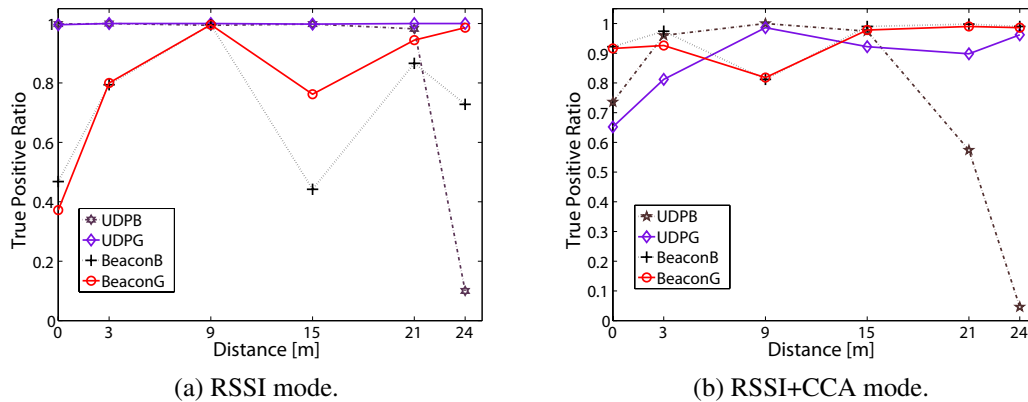 1
0.8
0.6
0.4
0.2
0
True Positive Ratio
UDPB
UDPG
BeaconB
BeaconG
0 3 9 15 21 24
Distance [m]
(a) RSSI mode.
1
0.9
0.8
0.7
0.6
0.5
0.4
0.3
0.2
0.1
0
True Positive Ratio
UDPB
UDPG
BeaconB
BeaconG
0 3 9 15 21 24
Distance [m]
(b) RSSI+CCA mode.